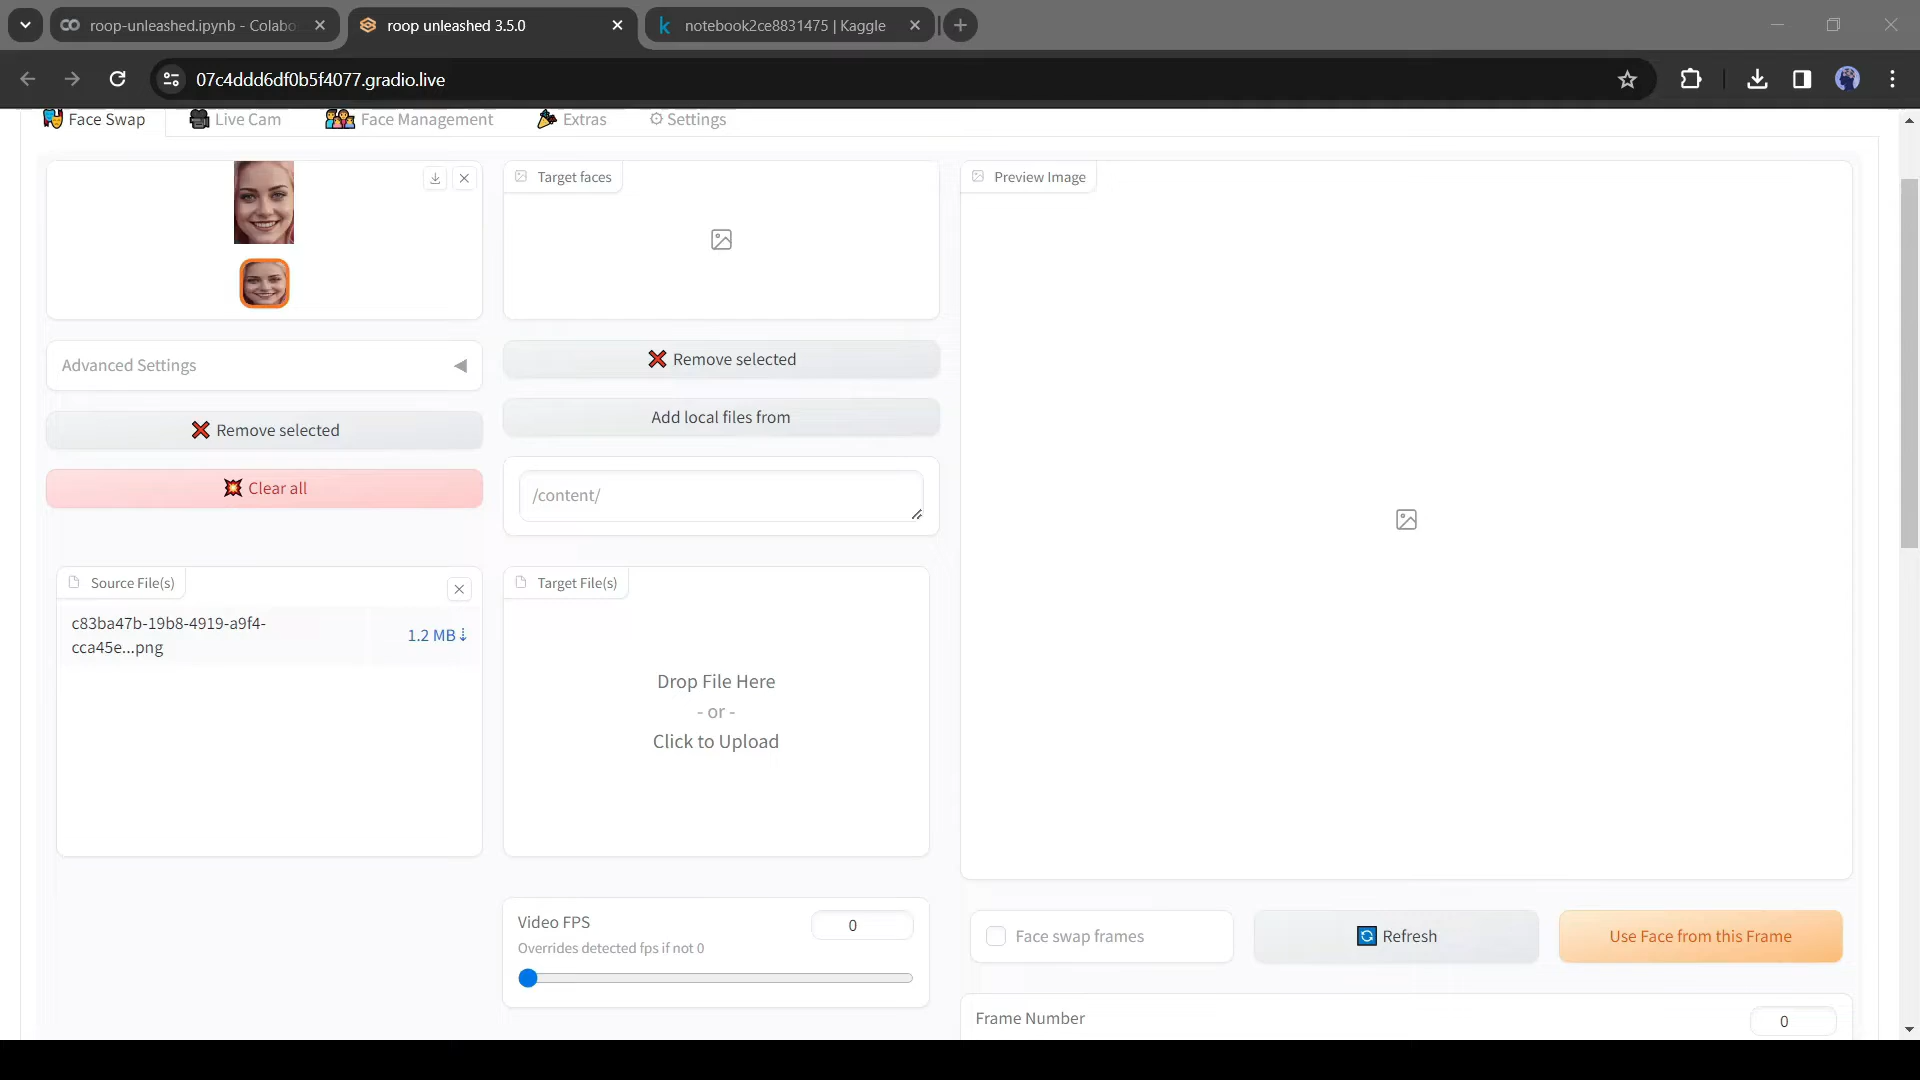 roop-unleashed.ipynb - Colabo
roop unleashed 3.5.0
notebook2ce8831475 | Kaggle
07c4ddd6df0b5f4077.gradio.live
Face Swap
Live Cam
Face Management
Extras
Settings
Target faces
Preview Image
Advanced Settings
Remove selected
Remove selected
Add local files from
Clear all
/content/
Source File(s)
c83ba47b-19b8-4919-a9f4-
cca45e...png
1.2 MB⇣
Target File(s)
Drop File Here
- or -
Click to Upload
Video FPS
0
Overrides detected fps if not 0
Face swap frames
Refresh
Use Face from this Frame
Frame Number
0